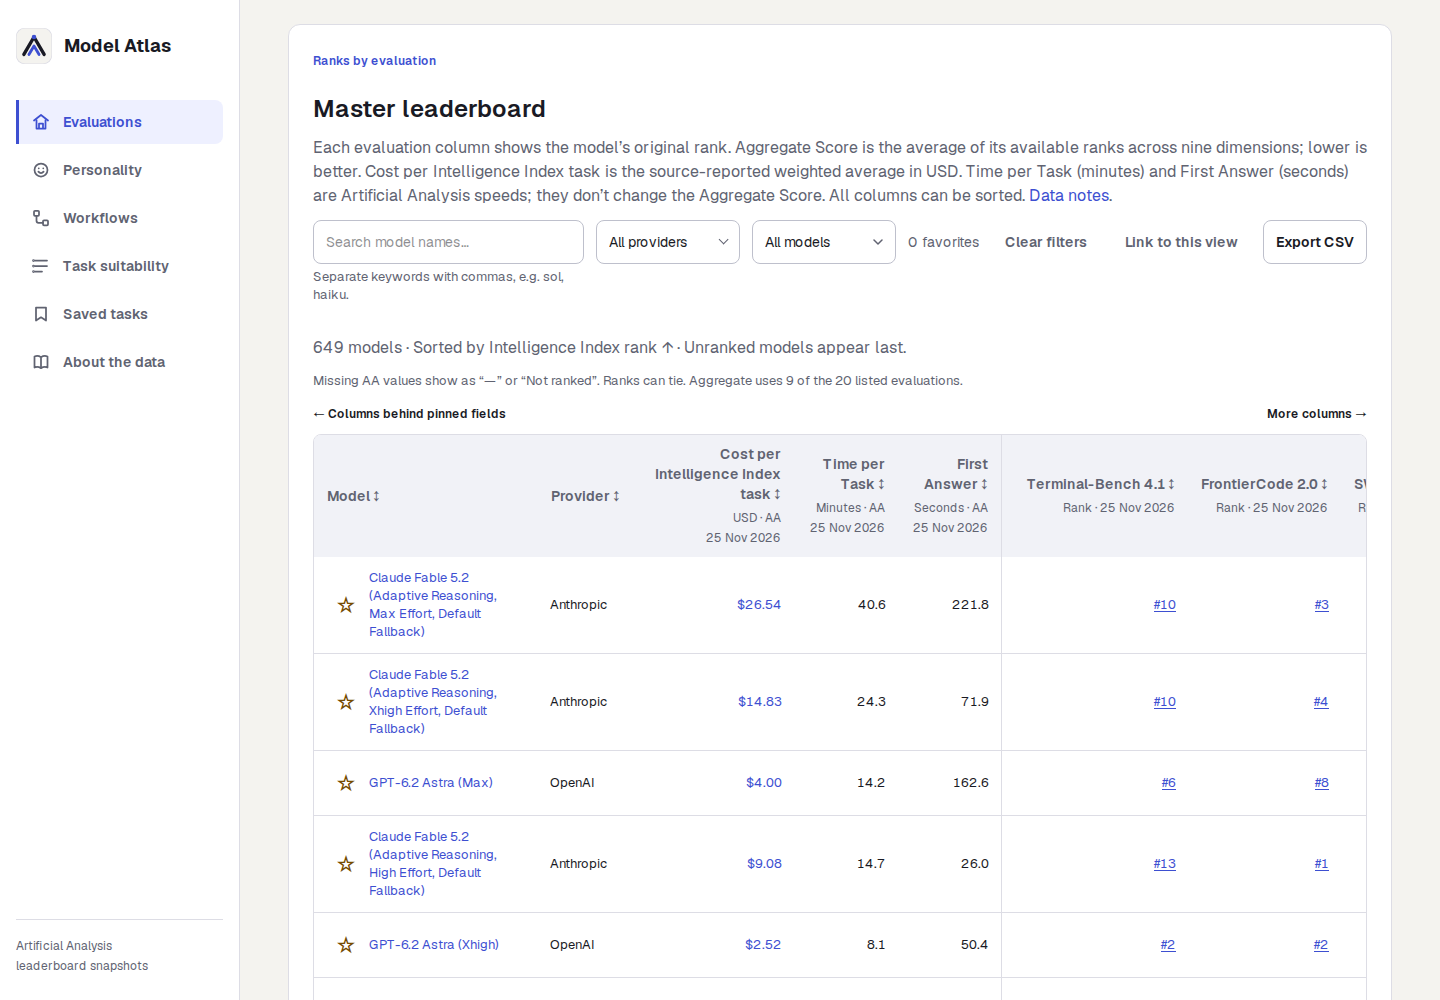 Model Atlas
Evaluations
Personality
Workflows
Task suitability
Saved tasks
About the data
Artificial Analysis
leaderboard snapshots
Ranks by evaluation
Master leaderboard
Each evaluation column shows the model’s original rank. Aggregate Score is the average of its available ranks across nine dimensions; lower is
better. Cost per Intelligence Index task is the source-reported weighted average in USD. Time per Task (minutes) and First Answer (seconds)
are Artificial Analysis speeds; they don’t change the Aggregate Score. All columns can be sorted. Data notes.
Search model names… All providers All models 0 favorites Clear filters Link to this view Export CSV
Separate keywords with commas, e.g. sol,
haiku.
649 models · Sorted by Intelligence Index rank ↑ · Unranked models appear last.
Missing AA values show as “—” or “Not ranked”. Ranks can tie. Aggregate uses 9 of the 20 listed evaluations.
← Columns behind pinned fields More columns →
Model ↕
Provider ↕
Cost per
Intelligence Index
task ↕
USD · AA
25 Nov 2026
Time per
Task ↕
Minutes · AA
25 Nov 2026
First
Answer ↕
Seconds · AA
25 Nov 2026
Terminal-Bench 4.1 ↕
Rank · 25 Nov 2026
FrontierCode 2.0 ↕
Rank · 25 Nov 2026
Claude Fable 5.2
(Adaptive Reasoning,
Max Effort, Default
Fallback)
Anthropic $26.54 40.6 221.8 #10 #3
Claude Fable 5.2
(Adaptive Reasoning,
Xhigh Effort, Default
Fallback)
Anthropic $14.83 24.3 71.9 #10 #4
GPT-6.2 Astra (Max) OpenAI $4.00 14.2 162.6 #6 #8
Claude Fable 5.2
(Adaptive Reasoning,
High Effort, Default
Fallback)
Anthropic $9.08 14.7 26.0 #13 #1
GPT-6.2 Astra (Xhigh) OpenAI $2.52 8.1 50.4 #2 #2